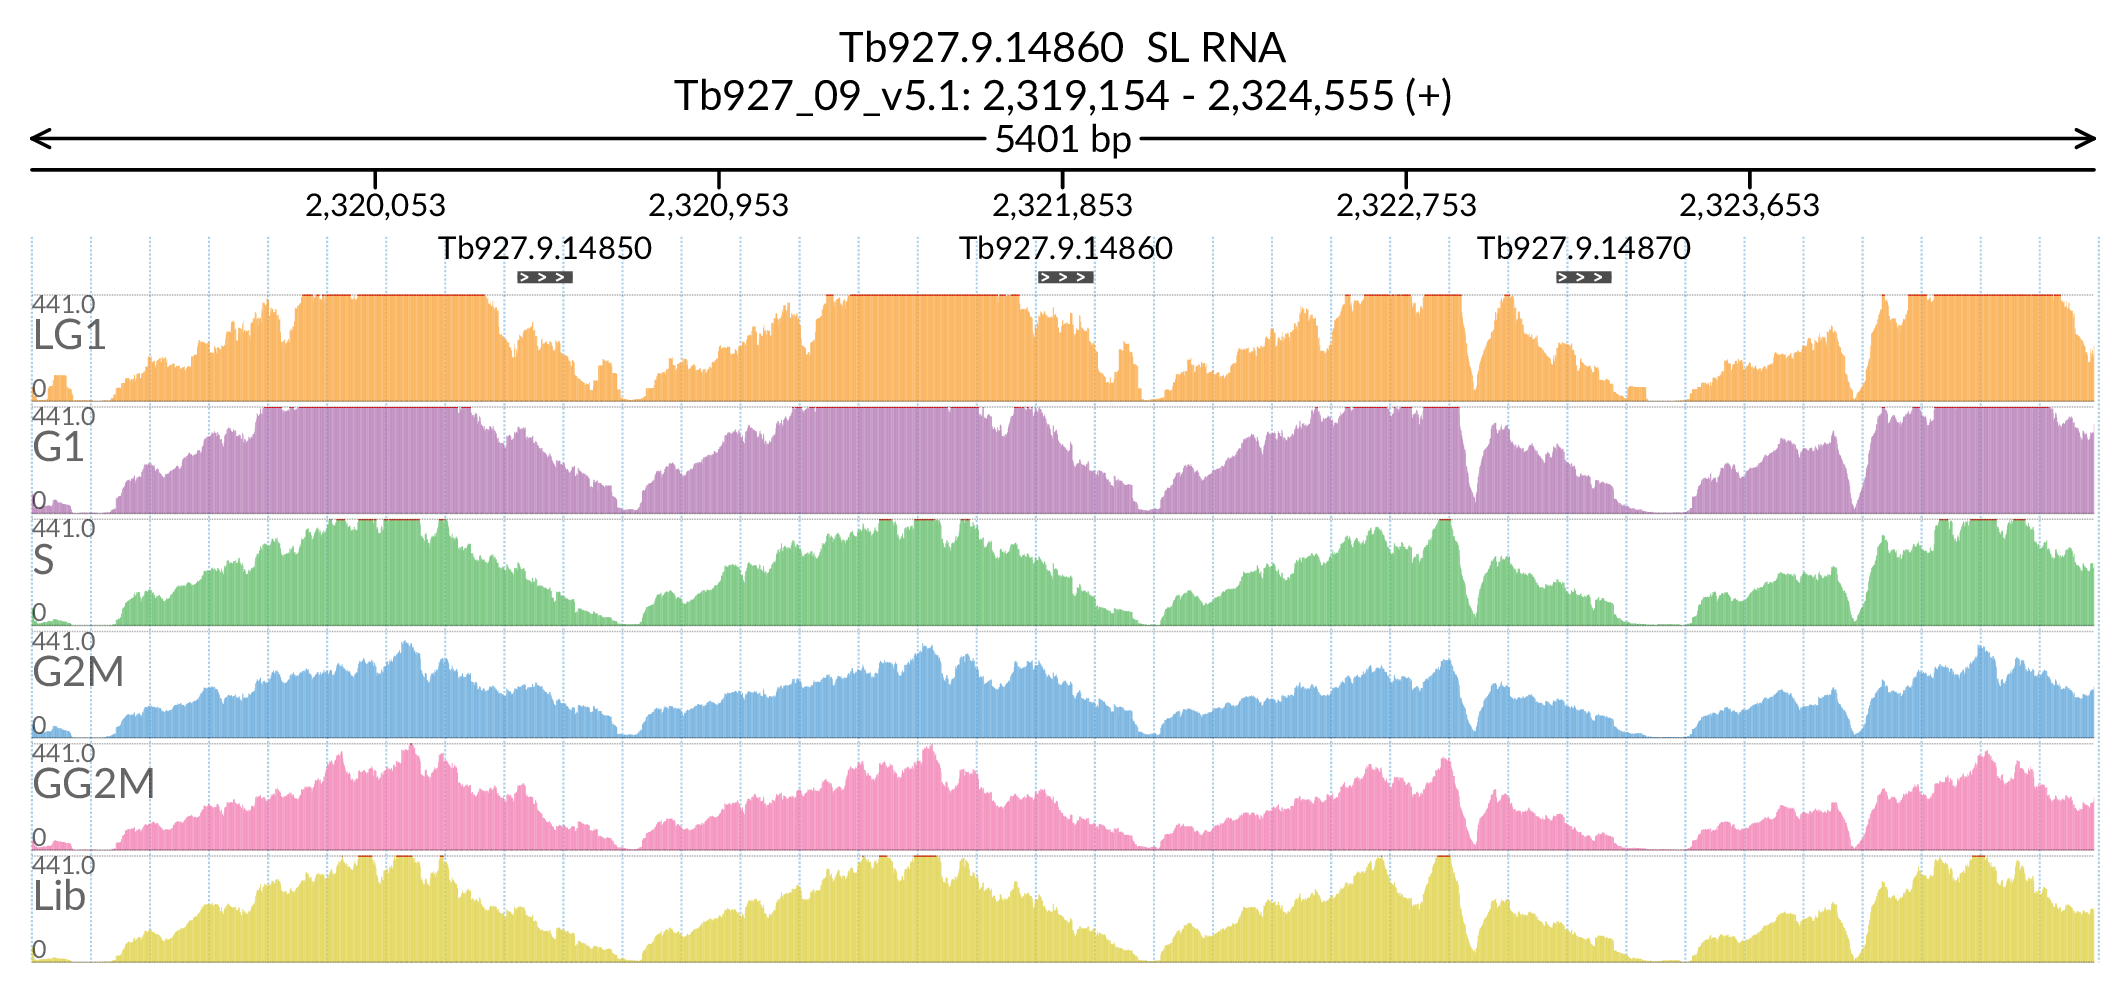 Tb927.9.14860 SL RNA
Tb927_09_v5.1: 2,319,154 - 2,324,555 (+)
5401 bp
2,320,053 2,320,953 2,321,853 2,322,753 2,323,653
Tb927.9.14850 Tb927.9.14860 Tb927.9.14870
441.0
LG1
0
441.0
G1
0
441.0
S
0
441.0
G2M
0
441.0
GG2M
0
441.0
Lib
0